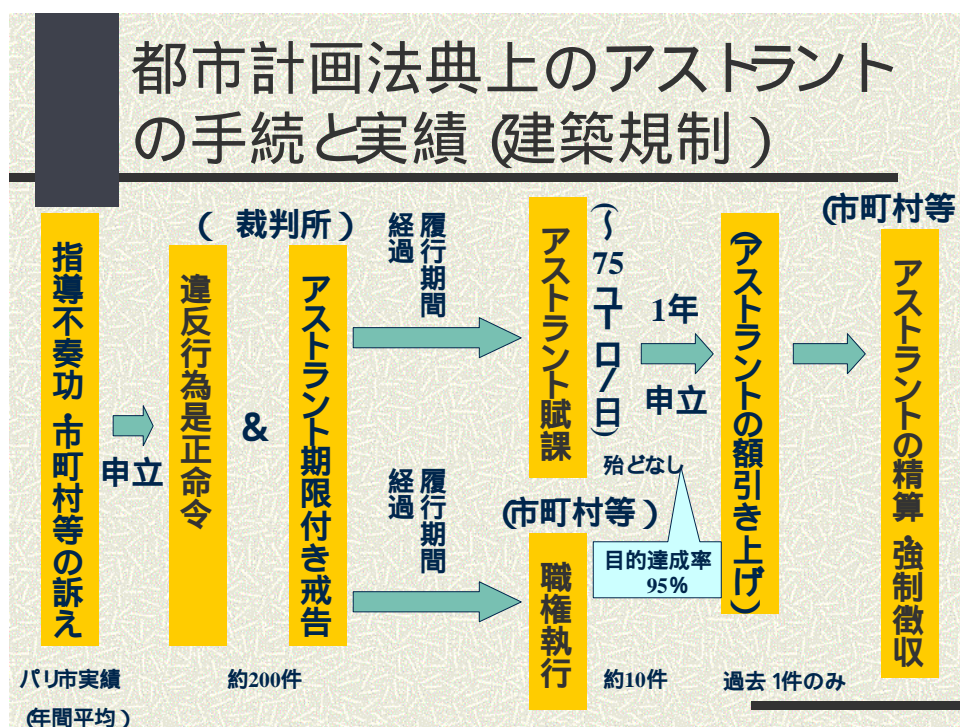 都市計画法典上のアストラント
の手続と実績（建築規制）
指導不奏功・市町村等の訴え
申立
（ 裁判所）
違反行為是正命令
&
アストラント期限付き戒告
履行期間
経過
履行期間
経過
アストラント賦課
（～75ユーロ/日）
殆どなし
（市町村等）
職権執行
目的達成率
95%
1年
申立
（アストラントの額引き上げ）
（市町村等
アストラントの精算・強制徴収
パリ市実績
（年間平均）
約200件
約10件
過去1件のみ